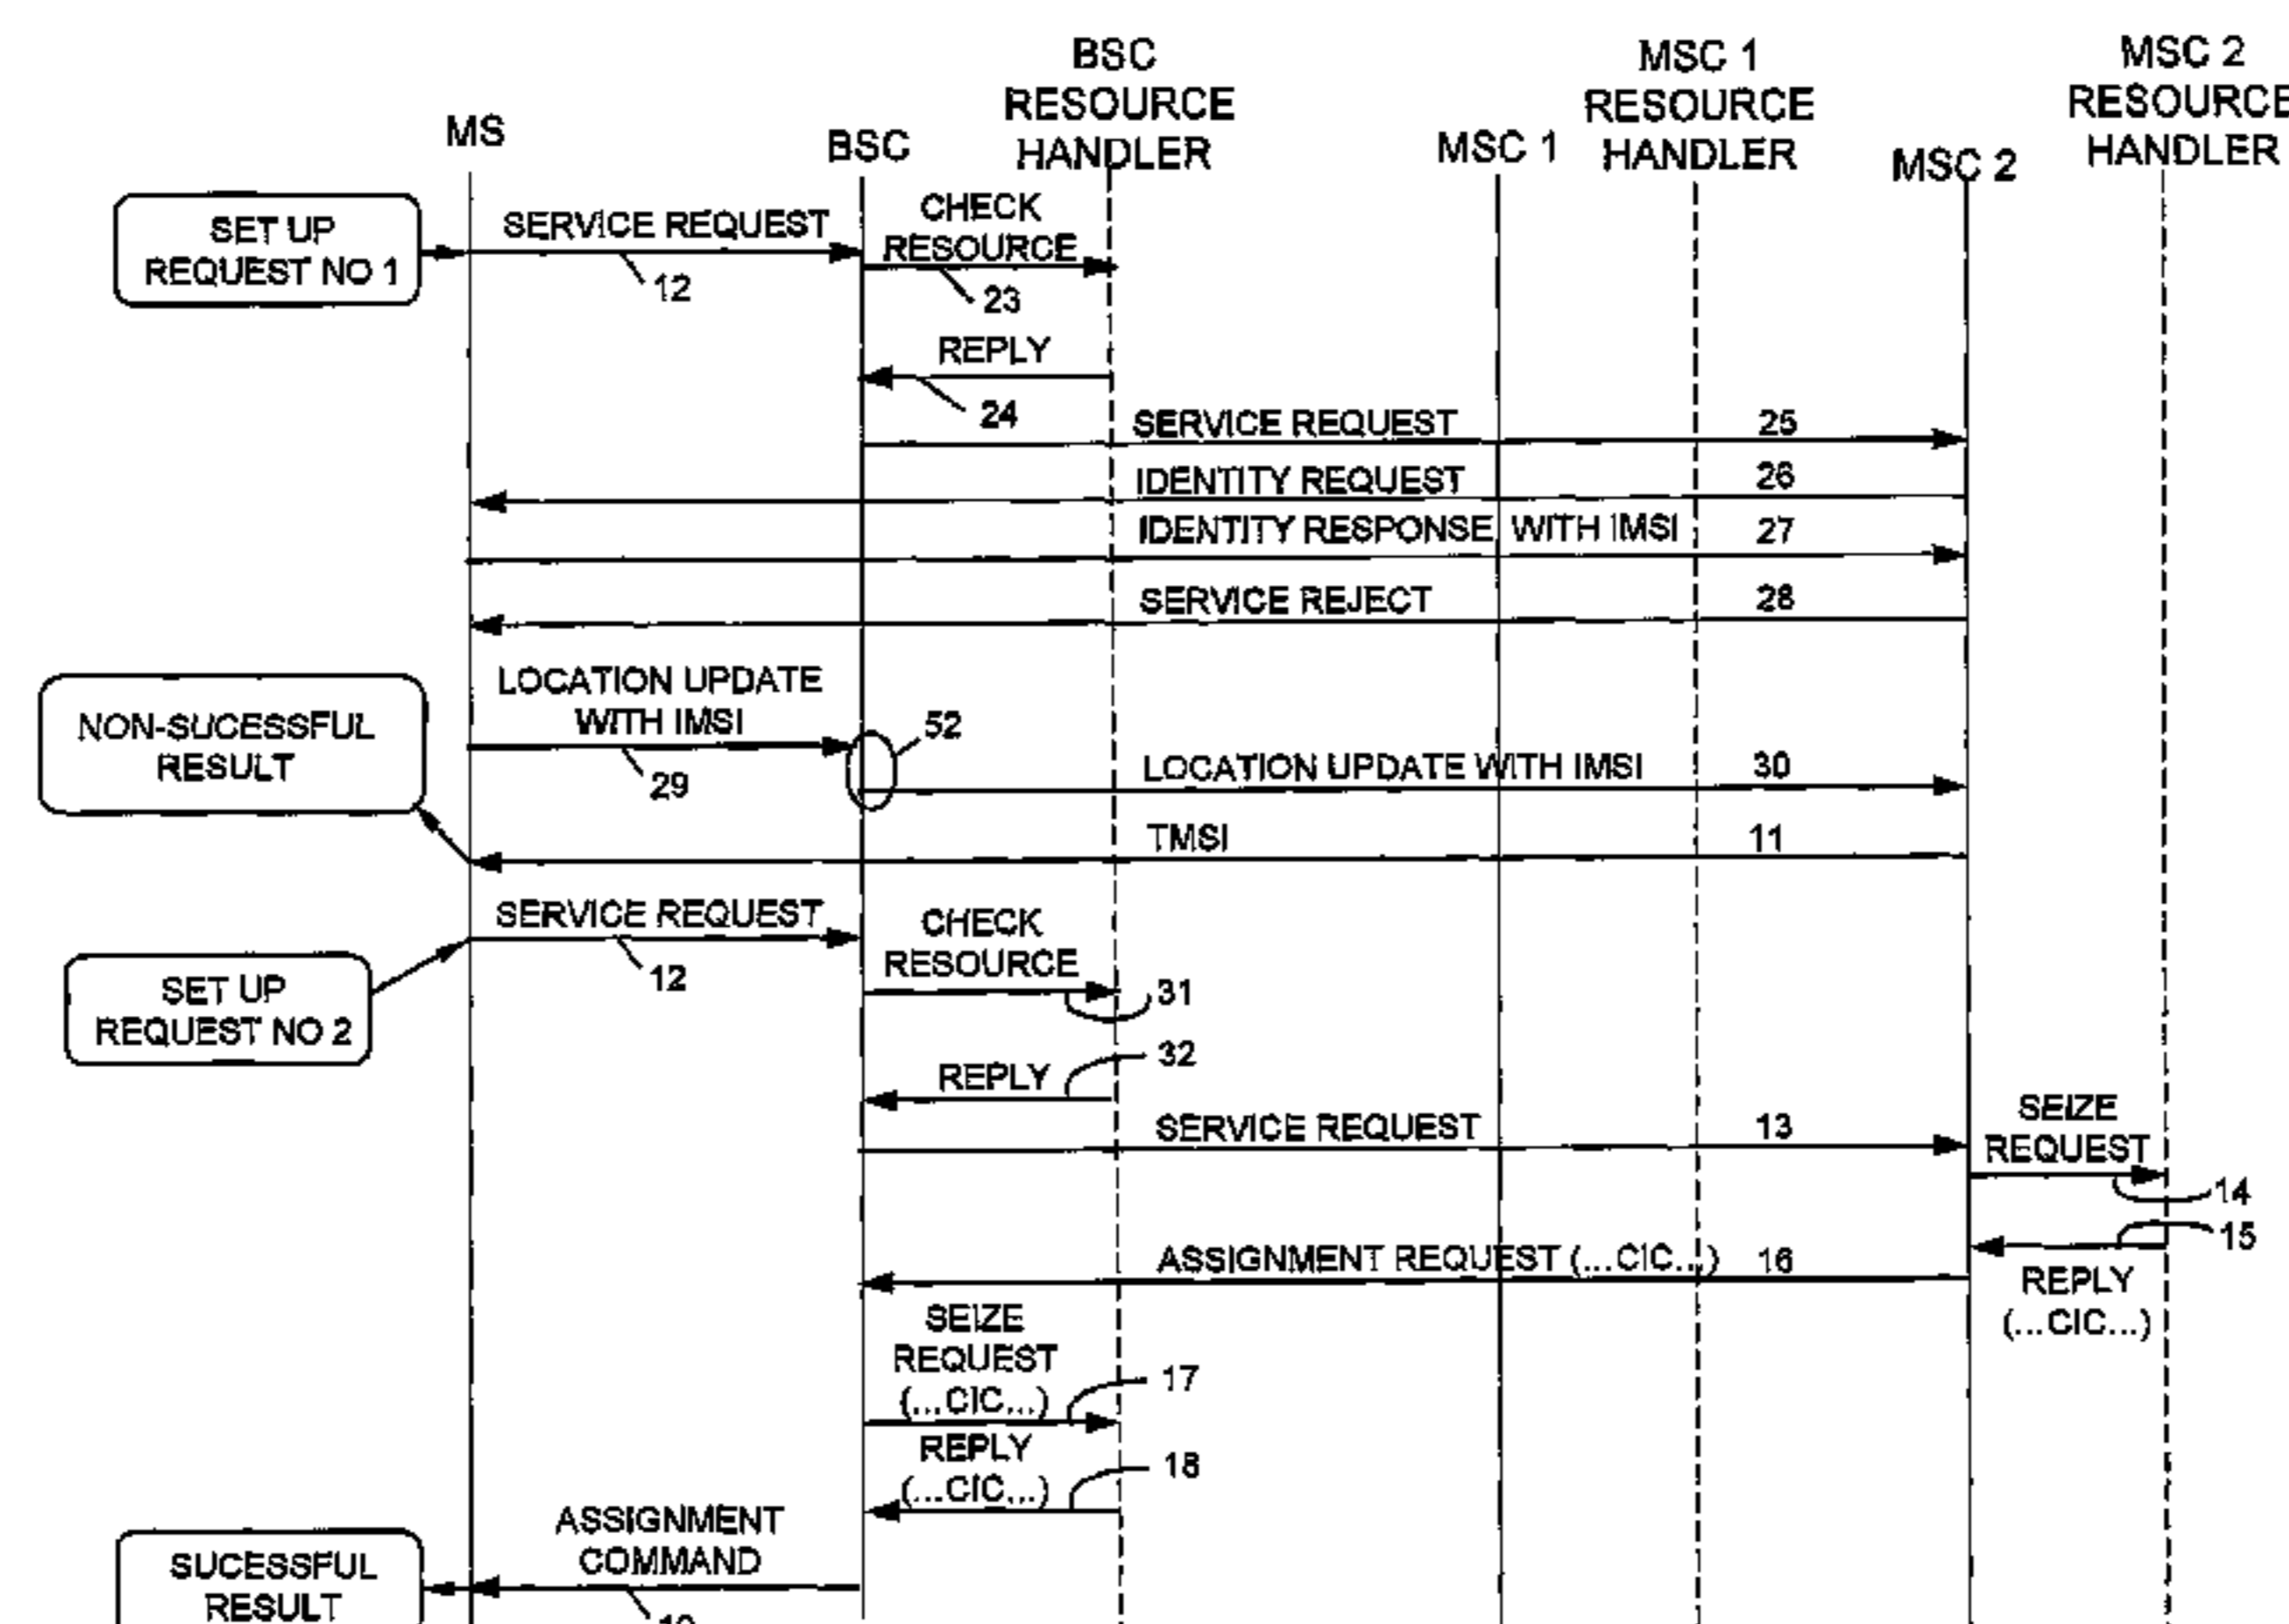 BSC
RESOURCE
HANDLER
MSC 1
RESOURCE
HANDLER
MSC 2
RESOURCE
HANDLER
MS
BSC
MSC 1
MSC 2
SET UP
REQUEST NO 1
SERVICE REQUEST
12
CHECK
RESOURCE
23
REPLY
24
SERVICE REQUEST 25
IDENTITY REQUEST 26
IDENTITY RESPONSE WITH IMSI 27
SERVICE REJECT 28
NON-SUCESSFUL
RESULT
LOCATION UPDATE
WITH IMSI
29
52
LOCATION UPDATE WITH IMSI 30
TMSI 11
SET UP
REQUEST NO 2
SERVICE REQUEST
12
CHECK
RESOURCE
31
32
REPLY
SERVICE REQUEST 13
SEIZE
REQUEST
14
15
REPLY
(...CIC...)
ASSIGNMENT REQUEST (...CIC...) 16
SEIZE
REQUEST
(...CIC...)
17
REPLY
(...CIC...)
18
ASSIGNMENT
COMMAND
SUCESSFUL
RESULT